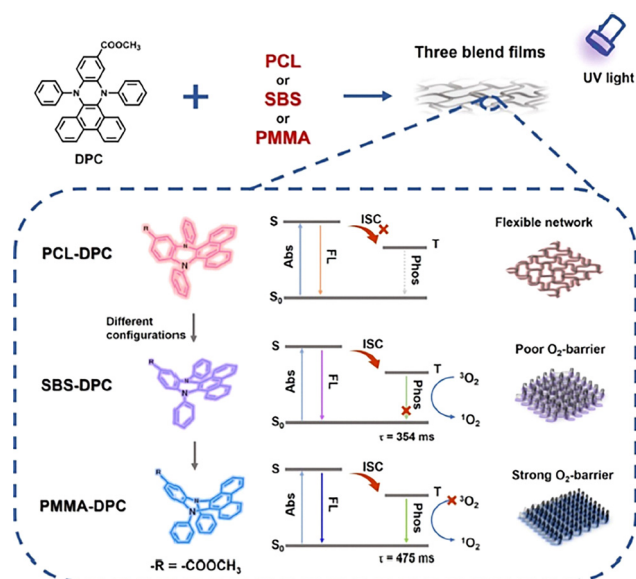 COOCH₃
N
N
DPC
PCL
or
SBS
or
PMMA
Three blend films
UV light
PCL-DPC
R
N
N
S
ISC
T
Abs
FL
Phos
S₀
Flexible network
Different
configurations
SBS-DPC
R
N
N
S
ISC
T
Abs
FL
Phos
³O₂
¹O₂
S₀
τ = 354 ms
Poor O₂-barrier
PMMA-DPC
R
N
N
S
ISC
T
Abs
FL
Phos
³O₂
¹O₂
S₀
τ = 475 ms
Strong O₂-barrier
-R = -COOCH₃